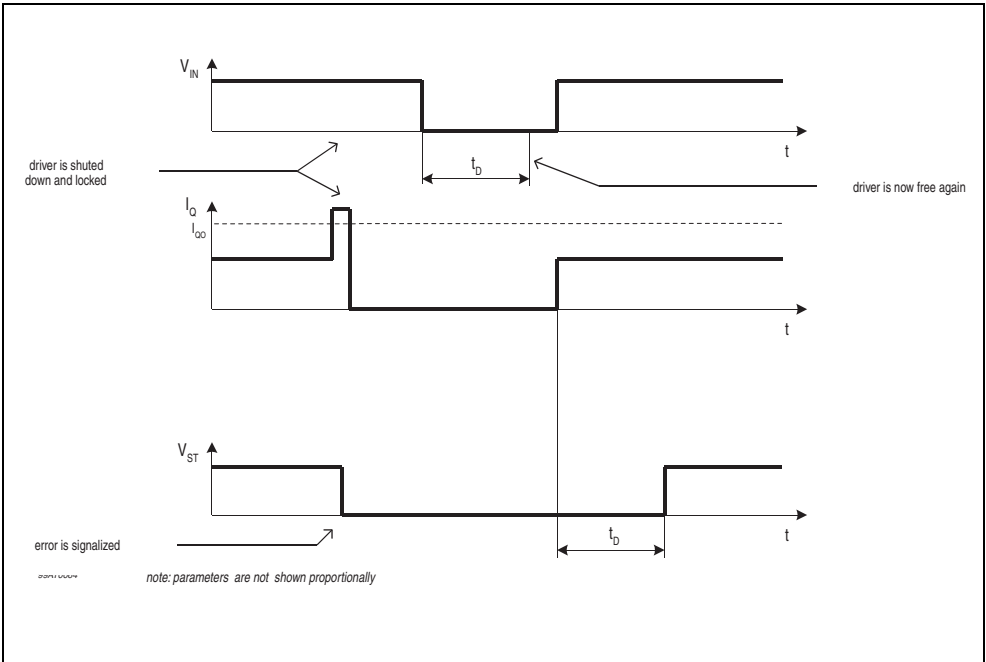 V_IN
t
driver is shuted
down and locked
t_D
driver is now free again
I_Q
I_QO
t
V_ST
t
t_D
error is signalized
note: parameters are not shown proportionally